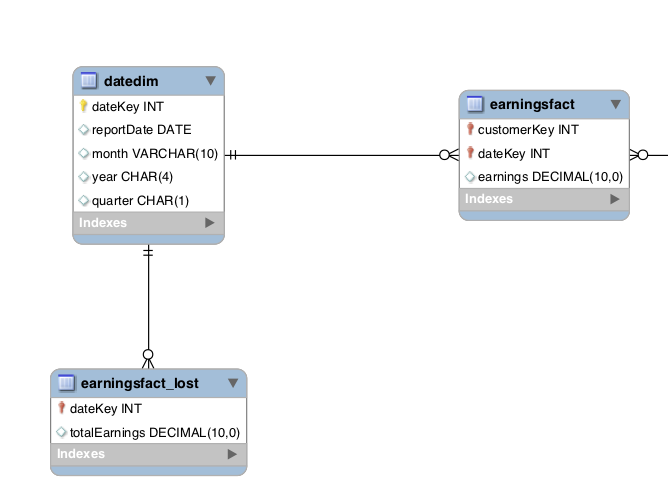 datedim
dateKey INT
reportDate DATE
month VARCHAR(10)
year CHAR(4)
quarter CHAR(1)
Indexes
earningsfact
customerKey INT
dateKey INT
earnings DECIMAL(10,0)
Indexes
earningsfact_lost
dateKey INT
totalEarnings DECIMAL(10,0)
Indexes